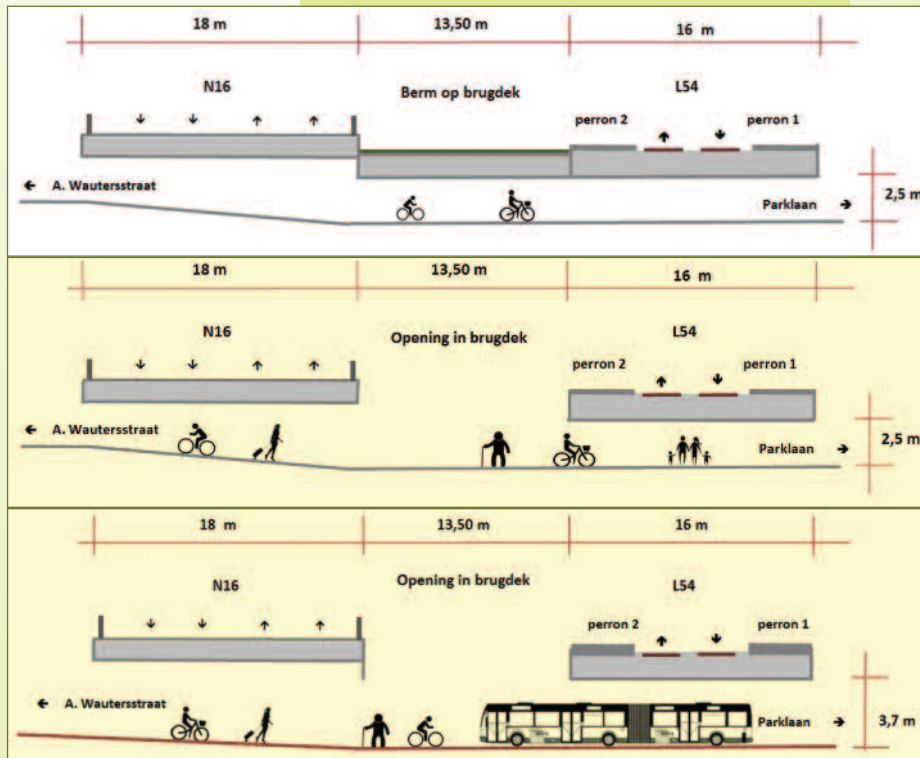 18 m 13,50 m 16 m
N16 Berm op brugdek L54
perron 2 perron 1
A. Wautersstraat
2,5 m
Parklaan
18 m 13,50 m 16 m
N16 Opening in brugdek L54
perron 2 perron 1
A. Wautersstraat
2,5 m
Parklaan
18 m 13,50 m 16 m
N16 Opening in brugdek L54
perron 2 perron 1
A. Wautersstraat
Parklaan 3,7 m